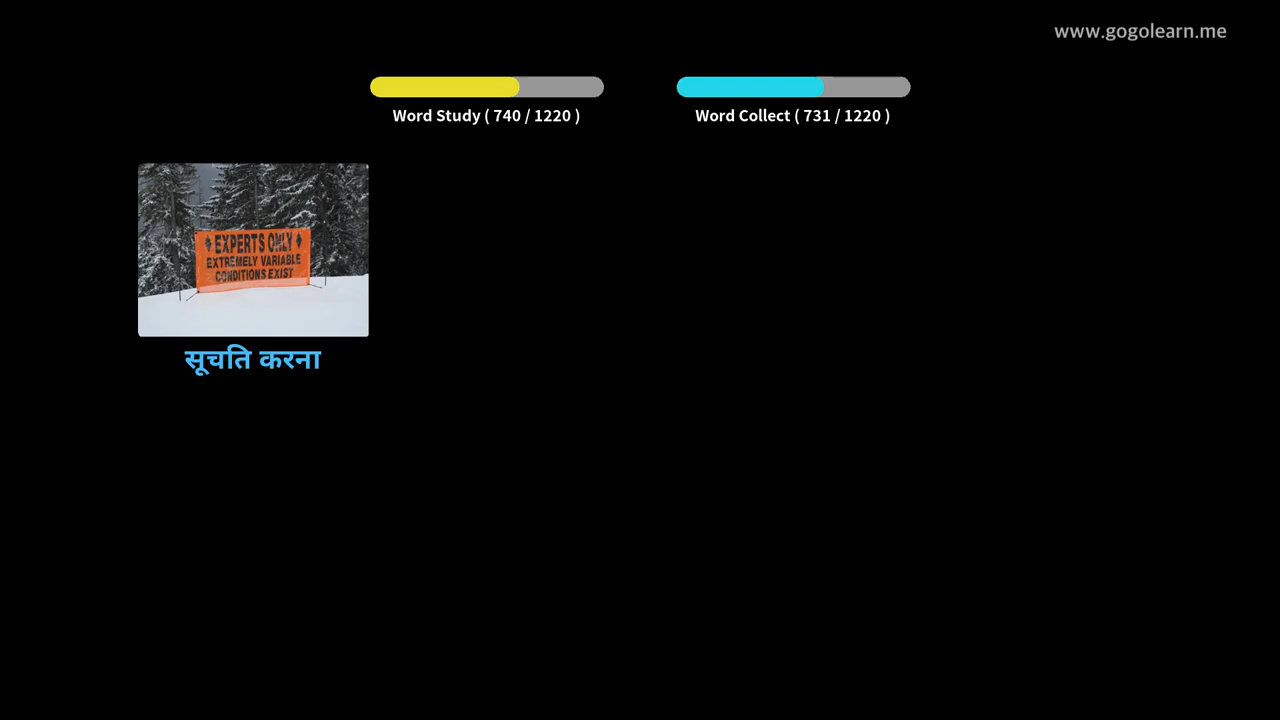 www.gogolearn.me
Word Study ( 740 / 1220 )
Word Collect ( 731 / 1220 )
EXPERTS ONLY
EXTREMELY VARIABLE
CONDITIONS EXIST
सूचति करना